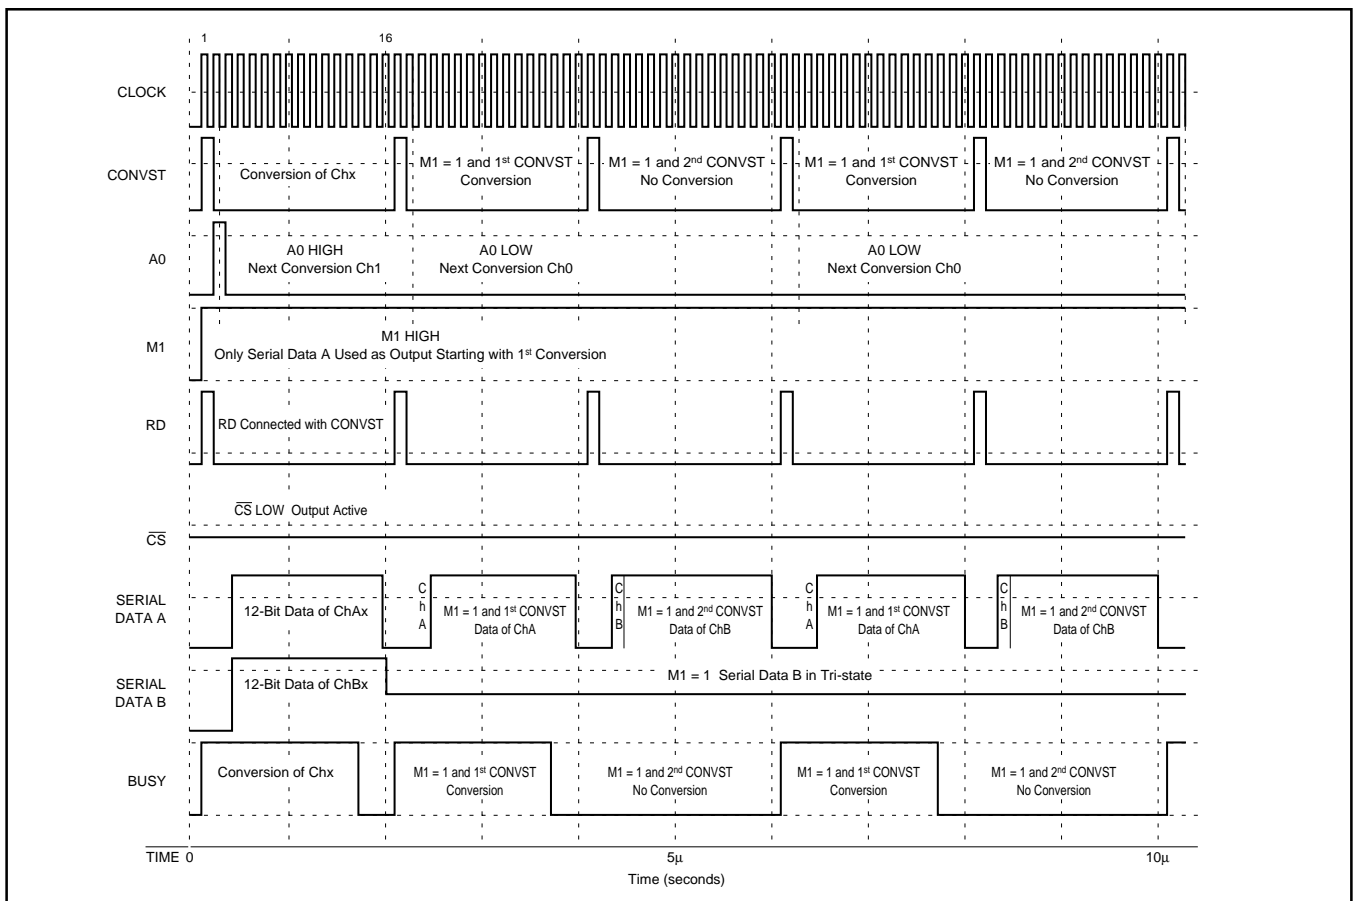 1 16
CLOCK
CONVST
Conversion of Chx
M1 = 1 and 1st CONVST
Conversion
M1 = 1 and 2nd CONVST
No Conversion
M1 = 1 and 1st CONVST
Conversion
M1 = 1 and 2nd CONVST
No Conversion
A0
A0 HIGH
Next Conversion Ch1
A0 LOW
Next Conversion Ch0
A0 LOW
Next Conversion Ch0
M1
M1 HIGH
Only Serial Data A Used as Output Starting with 1st Conversion
RD
RD Connected with CONVST
CS LOW Output Active
CS
SERIAL
DATA A
12-Bit Data of ChAx
ChA
M1 = 1 and 1st CONVST
Data of ChA
ChB
M1 = 1 and 2nd CONVST
Data of ChB
ChA
M1 = 1 and 1st CONVST
Data of ChA
ChB
M1 = 1 and 2nd CONVST
Data of ChB
SERIAL
DATA B
12-Bit Data of ChBx
M1 = 1 Serial Data B in Tri-state
BUSY
Conversion of Chx
M1 = 1 and 1st CONVST
Conversion
M1 = 1 and 2nd CONVST
No Conversion
M1 = 1 and 1st CONVST
Conversion
M1 = 1 and 2nd CONVST
No Conversion
TIME 0 5µ 10µ
Time (seconds)